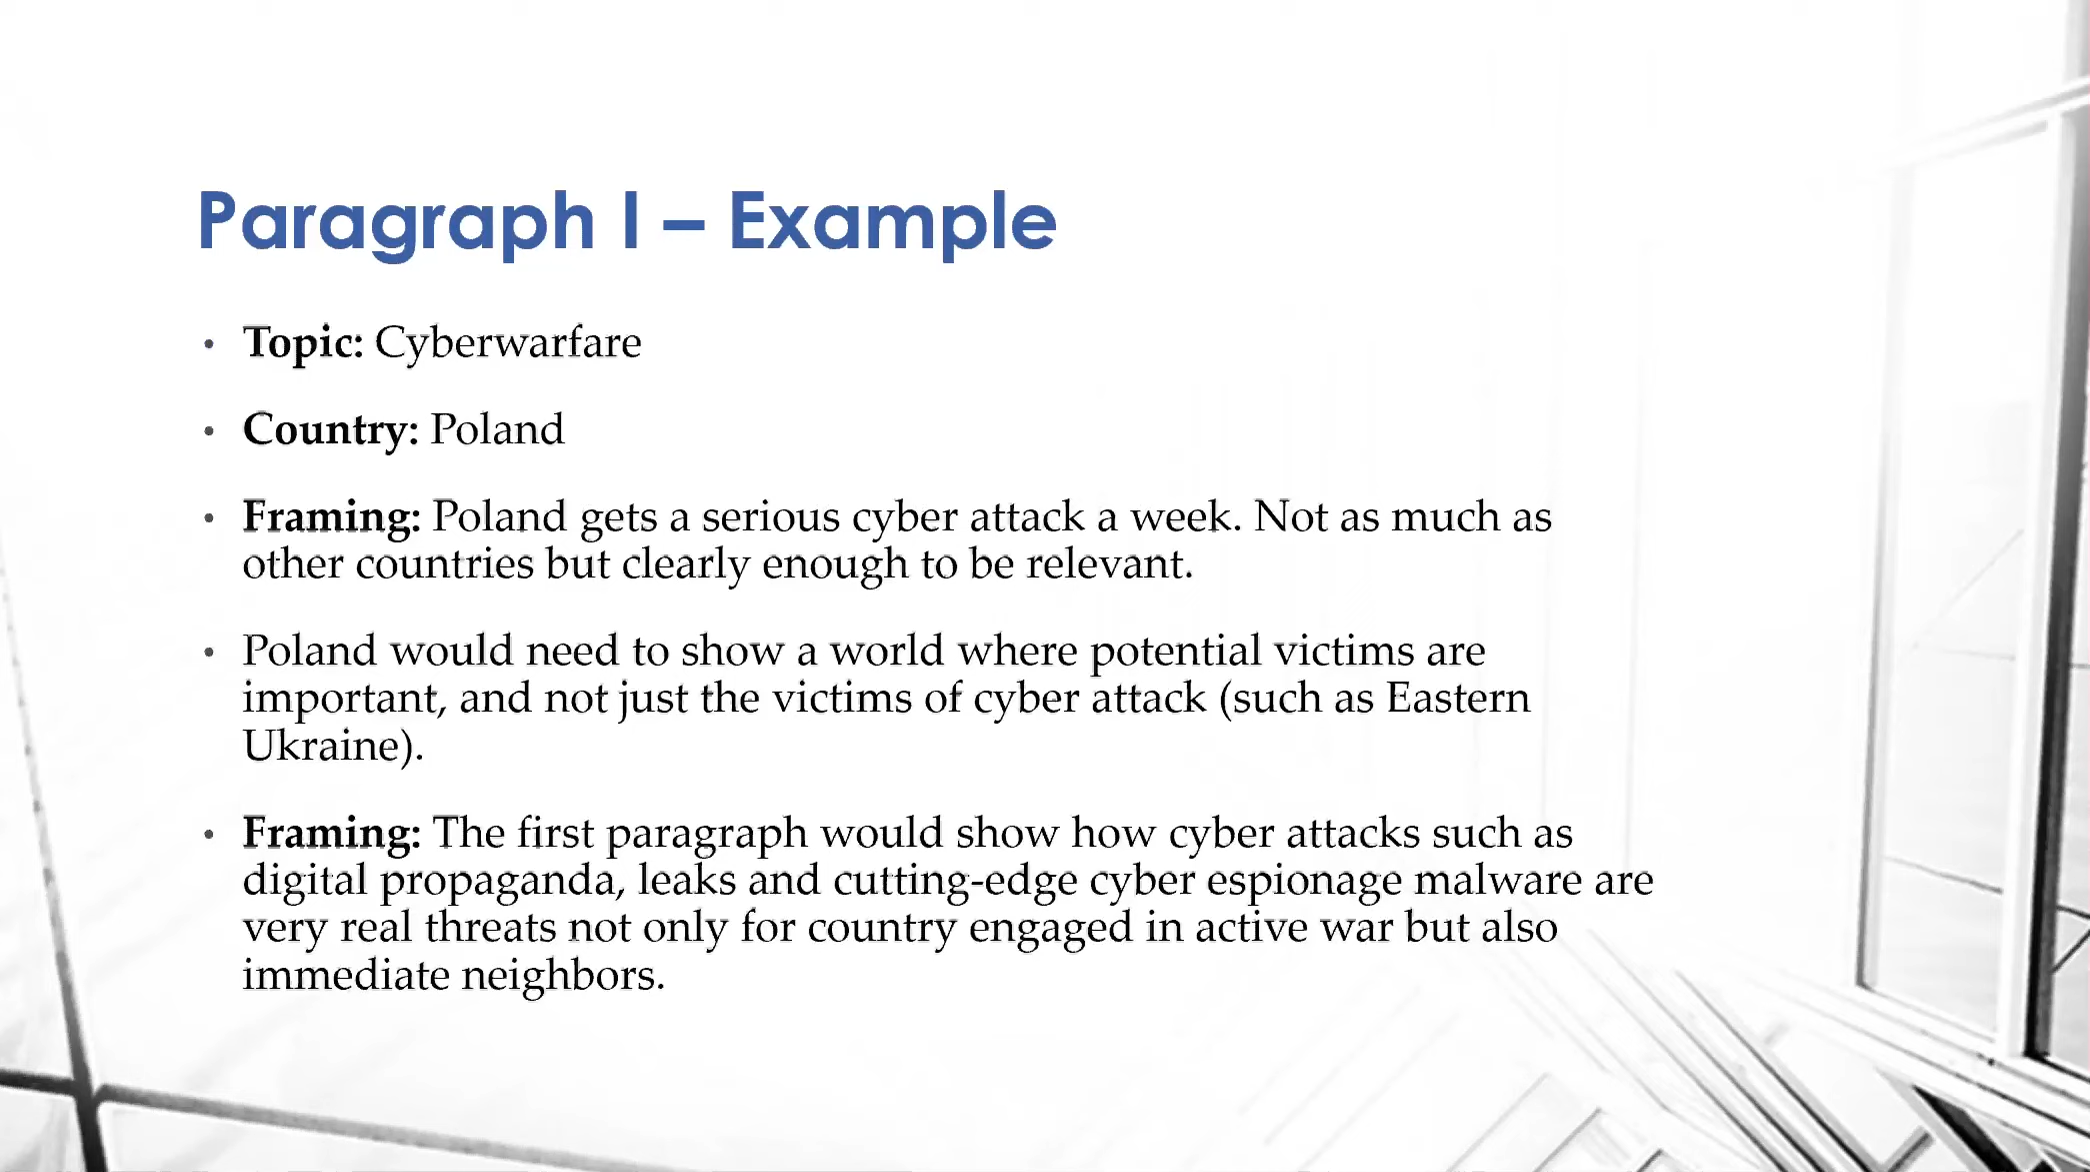 Paragraph I – Example
• Topic: Cyberwarfare
• Country: Poland
• Framing: Poland gets a serious cyber attack a week. Not as much as
other countries but clearly enough to be relevant.
• Poland would need to show a world where potential victims are
important, and not just the victims of cyber attack (such as Eastern
Ukraine).
• Framing: The first paragraph would show how cyber attacks such as
digital propaganda, leaks and cutting-edge cyber espionage malware are
very real threats not only for country engaged in active war but also
immediate neighbors.